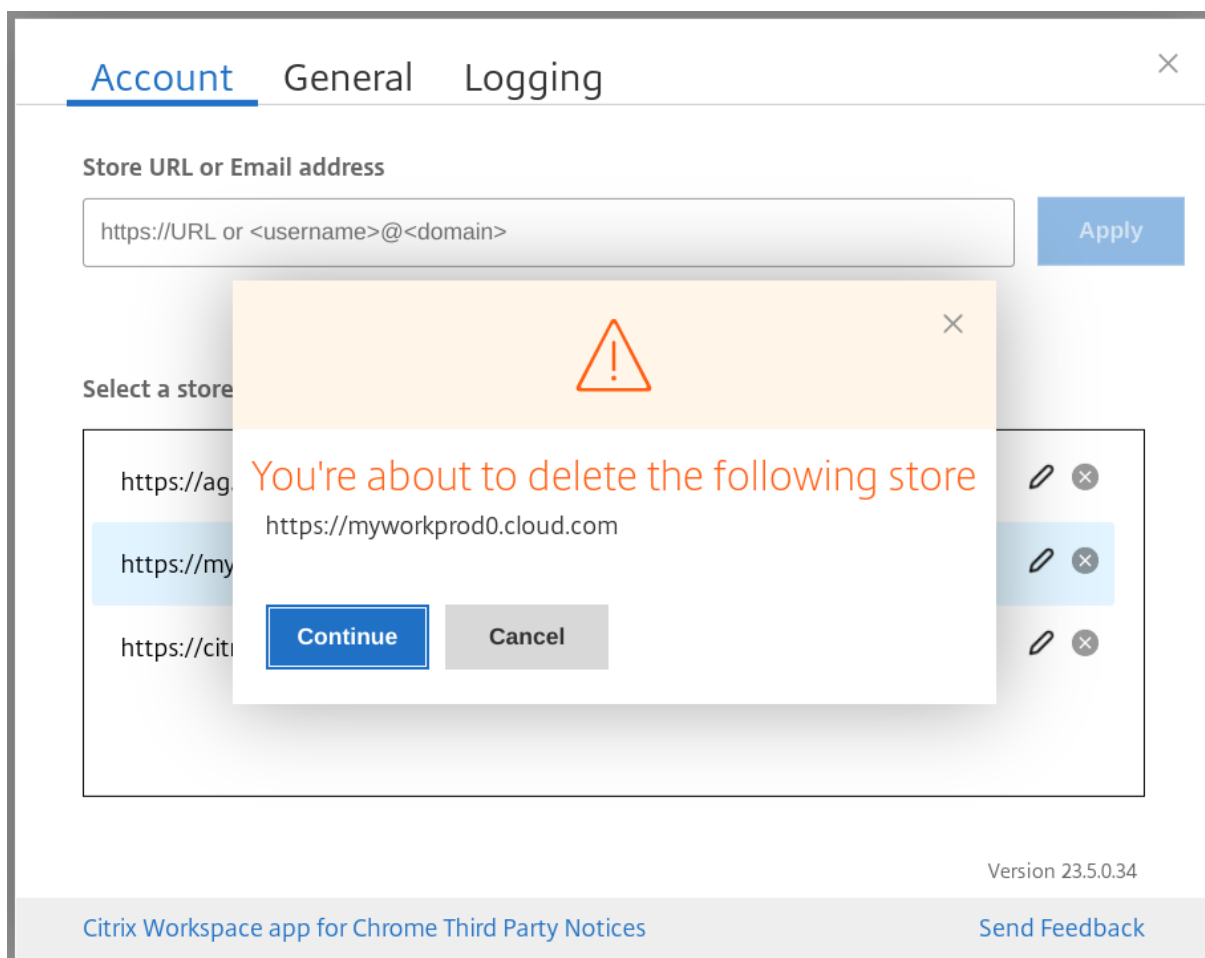 Account General Logging
Store URL or Email address
https://URL or <username>@<domain>
Apply
Select a store
https://ag.
https://my
https://citr
You're about to delete the following store
https://myworkprod0.cloud.com
Continue Cancel
Version 23.5.0.34
Citrix Workspace app for Chrome Third Party Notices
Send Feedback